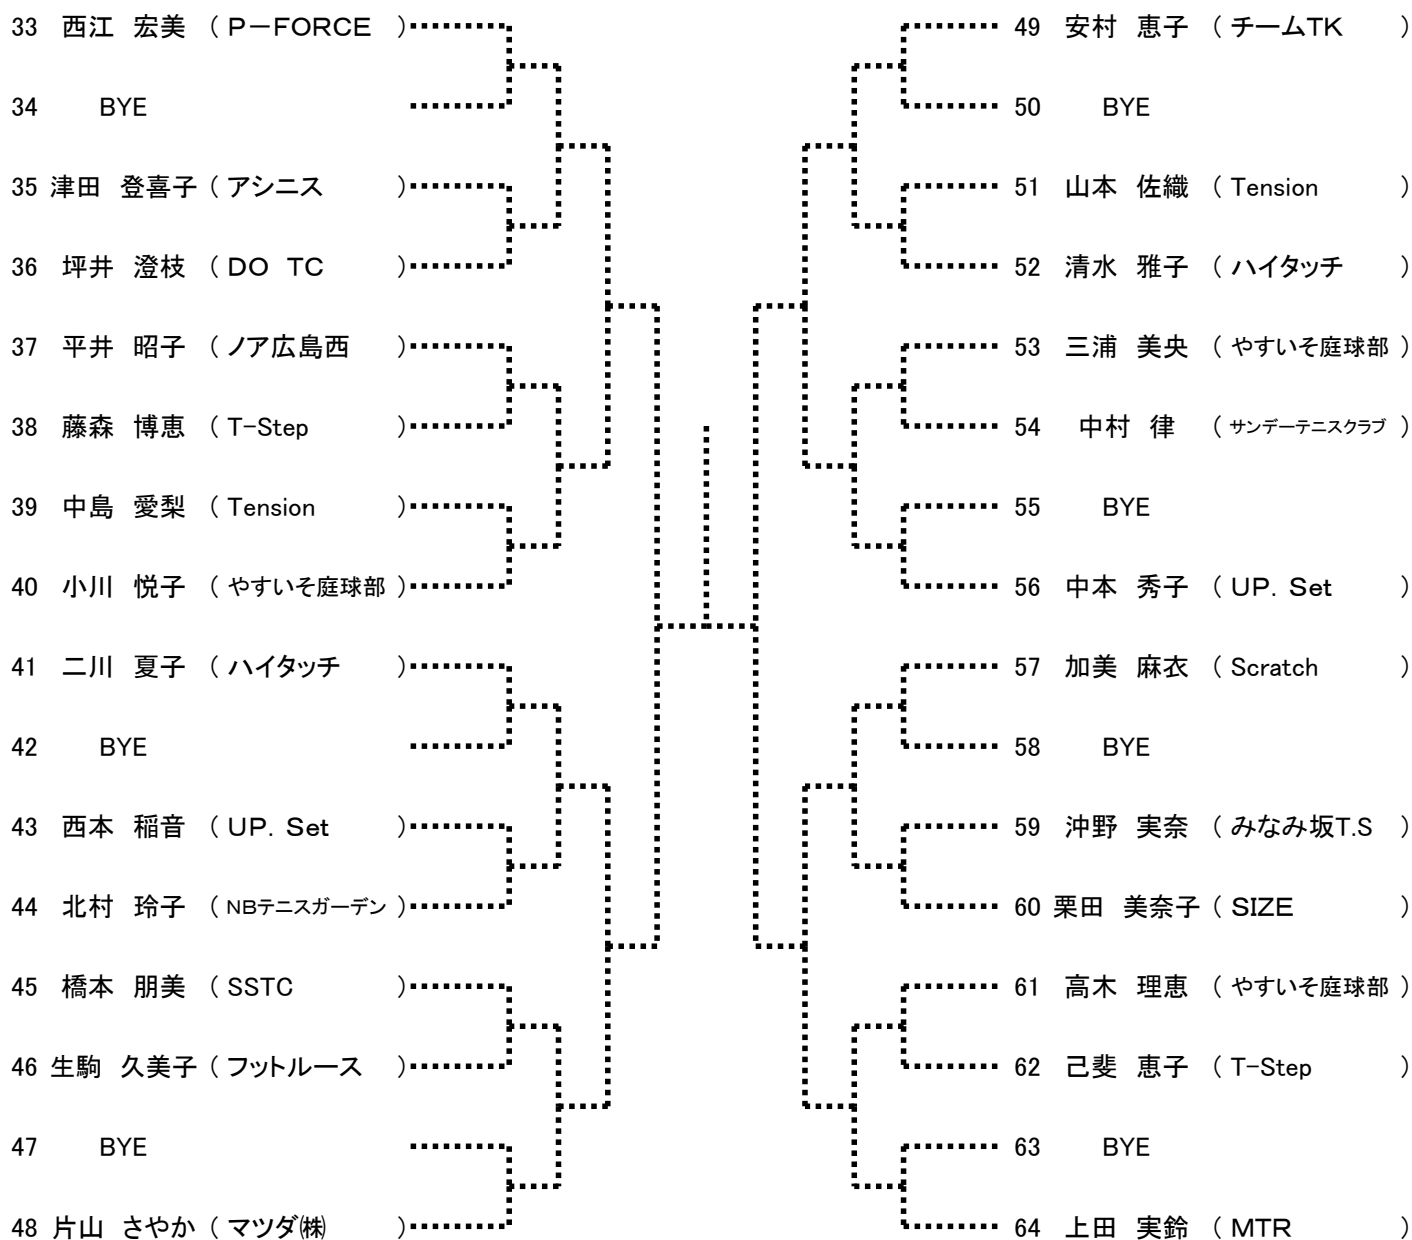 33 西江 宏美 ( P－FORCE )
34 BYE
35 津田 登喜子 ( アシニス )
36 坪井 澄枝 ( DO TC )
37 平井 昭子 ( ノア広島西 )
38 藤森 博恵 ( T-Step )
39 中島 愛梨 ( Tension )
40 小川 悦子 ( やすいそ庭球部 )
41 二川 夏子 ( ハイタッチ )
42 BYE
43 西本 稲音 ( UP. Set )
44 北村 玲子 ( NBテニスガーデン )
45 橋本 朋美 ( SSTC )
46 生駒 久美子 ( フットルース )
47 BYE
48 片山 さやか ( マツダ㈱ )
49 安村 恵子 ( チームTK )
50 BYE
51 山本 佐織 ( Tension )
52 清水 雅子 ( ハイタッチ )
53 三浦 美央 ( やすいそ庭球部 )
54 中村 律 ( サンデーテニスクラブ )
55 BYE
56 中本 秀子 ( UP. Set )
57 加美 麻衣 ( Scratch )
58 BYE
59 沖野 実奈 ( みなみ坂T.S )
60 栗田 美奈子 ( SIZE )
61 高木 理恵 ( やすいそ庭球部 )
62 己斐 恵子 ( T-Step )
63 BYE
64 上田 実鈴 ( MTR )